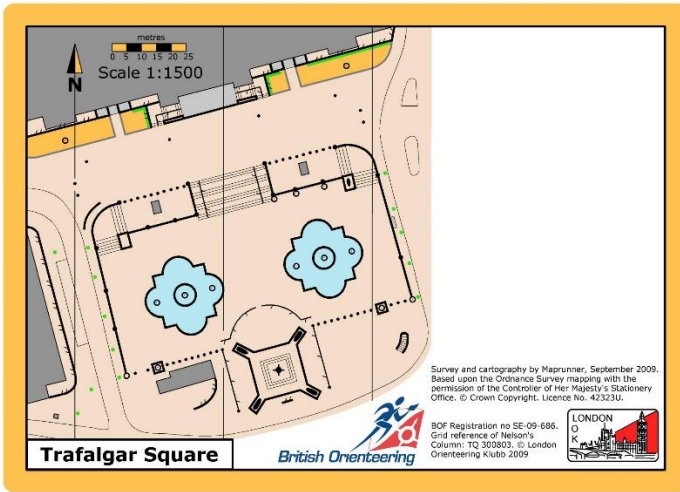 metres
0 5 10 15 20 25
Scale 1:1500
N
Survey and cartography by Maprunner, September 2009.
Based upon the Ordnance Survey mapping with the
permission of the Controller of Her Majesty's Stationery
Office. © Crown Copyright. Licence No. 42323U.
BOF Registration no SE-09-686.
Grid reference of Nelson's
Column: TQ 300803. © London
Orienteering Klubb 2009
LONDON
O
K
Trafalgar Square
British Orienteering